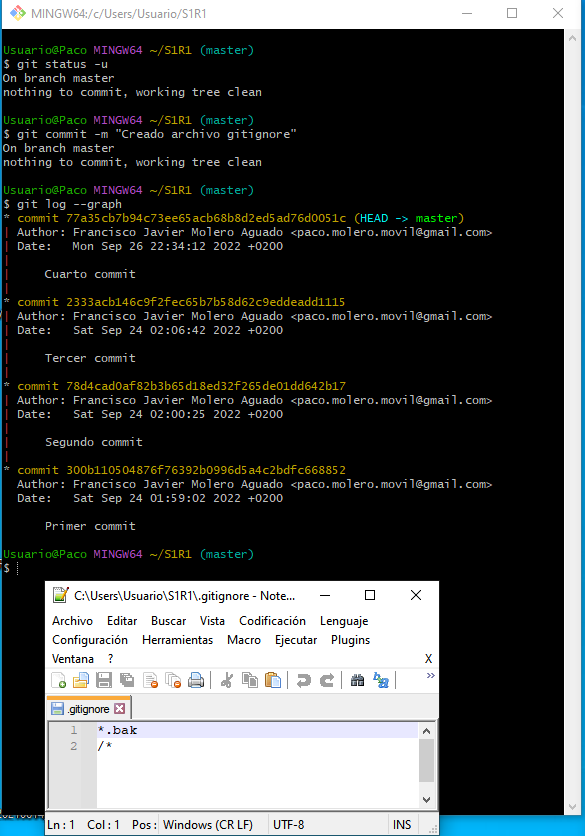 MINGW64:/c/Users/Usuario/S1R1
Usuario@Paco MINGW64 ~/S1R1 (master)
$ git status -u
On branch master
nothing to commit, working tree clean
Usuario@Paco MINGW64 ~/S1R1 (master)
$ git commit -m "Creado archivo gitignore"
On branch master
nothing to commit, working tree clean
Usuario@Paco MINGW64 ~/S1R1 (master)
$ git log --graph
* commit 77a35cb7b94c73ee65acb68b8d2ed5ad76d0051c (HEAD -> master)
| Author: Francisco Javier Molero Aguado <paco.molero.movil@gmail.com>
| Date:   Mon Sep 26 22:34:12 2022 +0200
|
|     Cuarto commit
|
* commit 2333acb146c9f2fec65b7b58d62c9eddeadd1115
| Author: Francisco Javier Molero Aguado <paco.molero.movil@gmail.com>
| Date:   Sat Sep 24 02:06:42 2022 +0200
|
|     Tercer commit
|
* commit 78d4cad0af82b3b65d18ed32f265de01dd642b17
| Author: Francisco Javier Molero Aguado <paco.molero.movil@gmail.com>
| Date:   Sat Sep 24 02:00:25 2022 +0200
|
|     Segundo commit
|
* commit 300b110504876f76392b0996d5a4c2bdfc668852
  Author: Francisco Javier Molero Aguado <paco.molero.movil@gmail.com>
  Date:   Sat Sep 24 01:59:02 2022 +0200
      Primer commit
Usuario@Paco MINGW64 ~/S1R1 (master)
$
C:\Users\Usuario\S1R1\.gitignore - Note...
Archivo Editar Buscar Vista Codificación Lenguaje
Configuración Herramientas Macro Ejecutar Plugins
Ventana ? X
.gitignore
1 *.bak
2 /*
Ln : 1 Col : 1 Pos : Windows (CR LF) UTF-8 INS